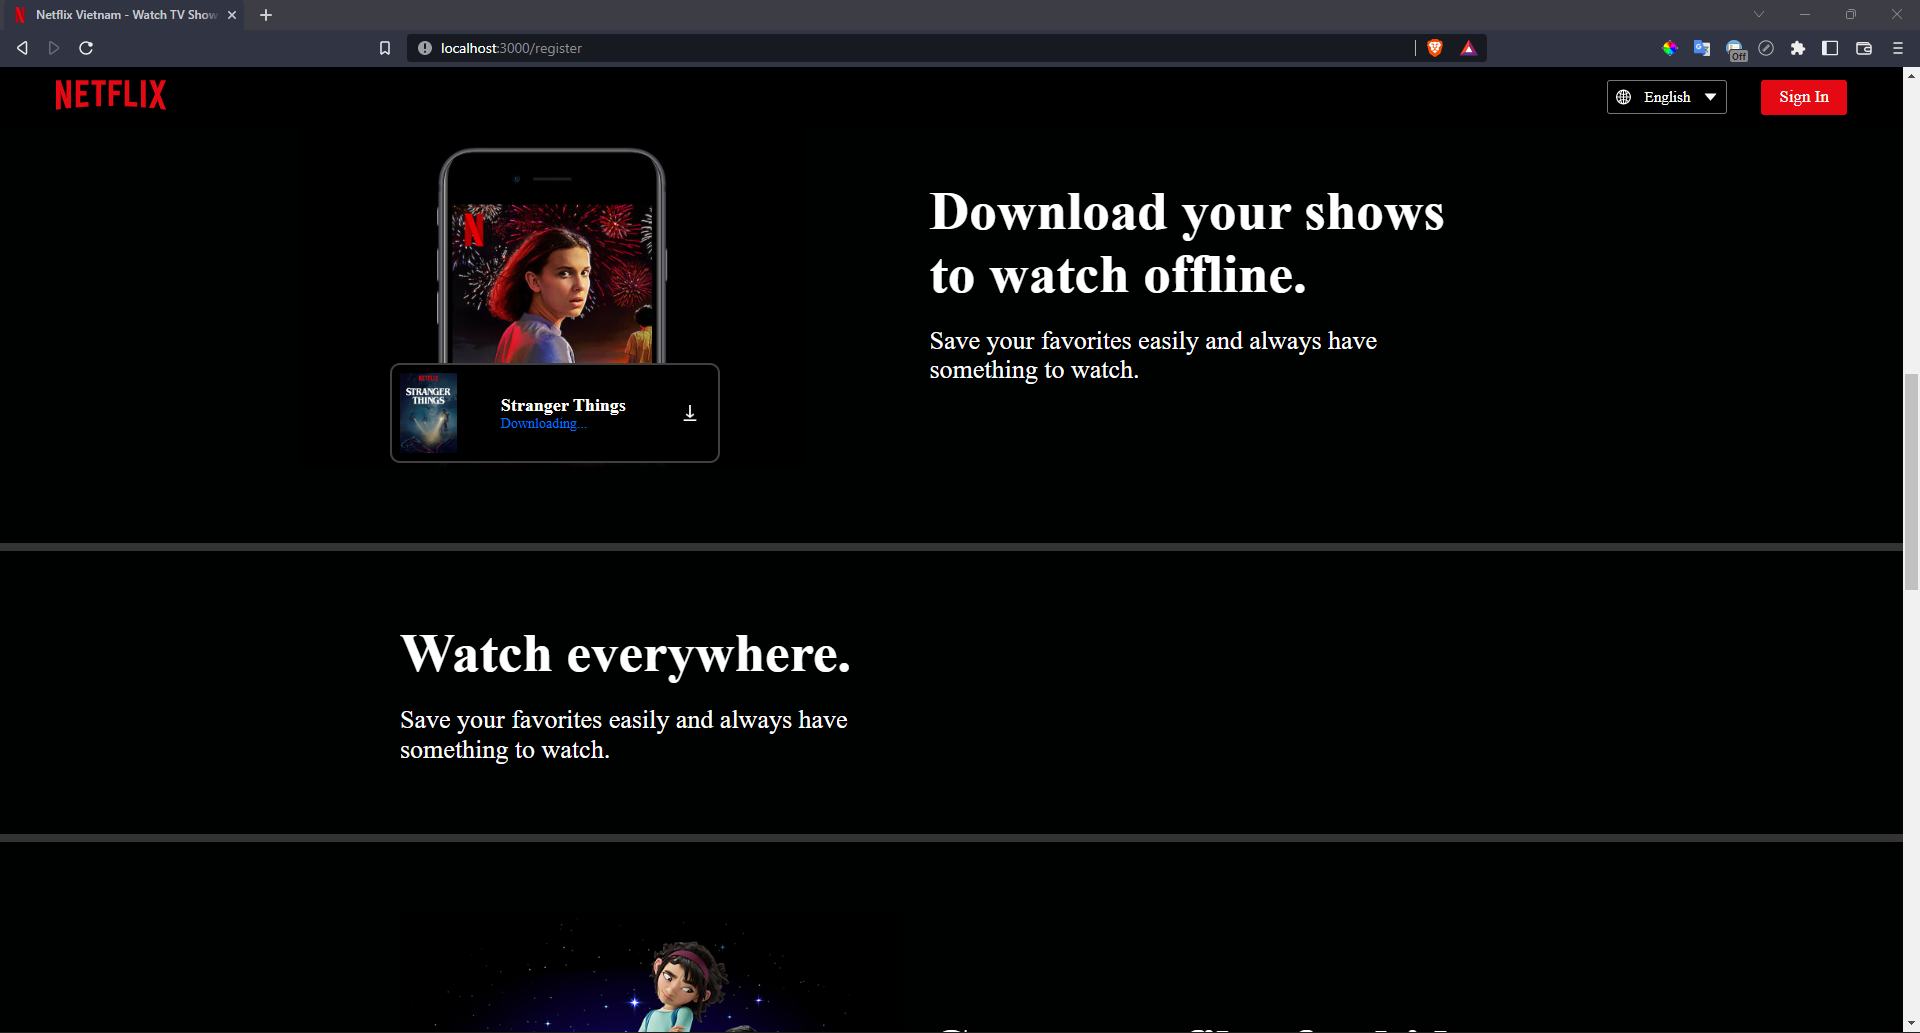 Netflix Vietnam - Watch TV Show
localhost:3000/register
Off
NETFLIX
English
Sign In
N
Download your shows
to watch offline.
Save your favorites easily and always have
something to watch.
NETFLIX
STRANGER
THINGS
Stranger Things
Downloading...
Watch everywhere.
Save your favorites easily and always have
something to watch.